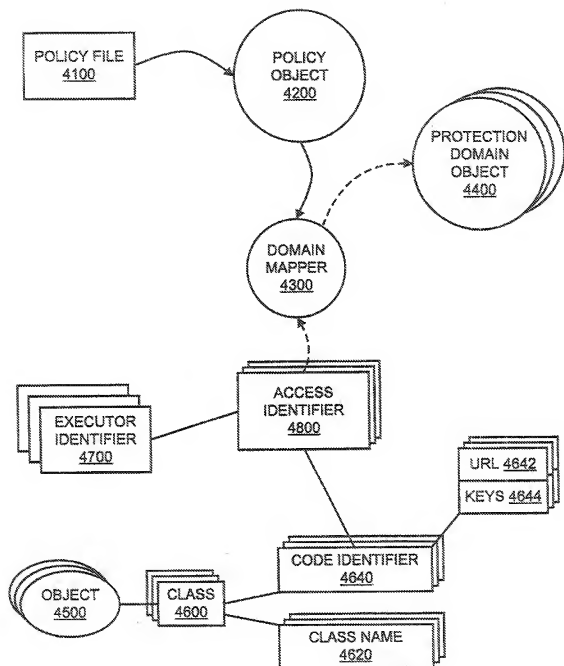 POLICY FILE
4100
POLICY
OBJECT
4200
PROTECTION
DOMAIN
OBJECT
4400
DOMAIN
MAPPER
4300
ACCESS
IDENTIFIER
4800
EXECUTOR
IDENTIFIER
4700
URL 4642
KEYS 4644
CODE IDENTIFIER
4640
OBJECT
4500
CLASS
4600
CLASS NAME
4620